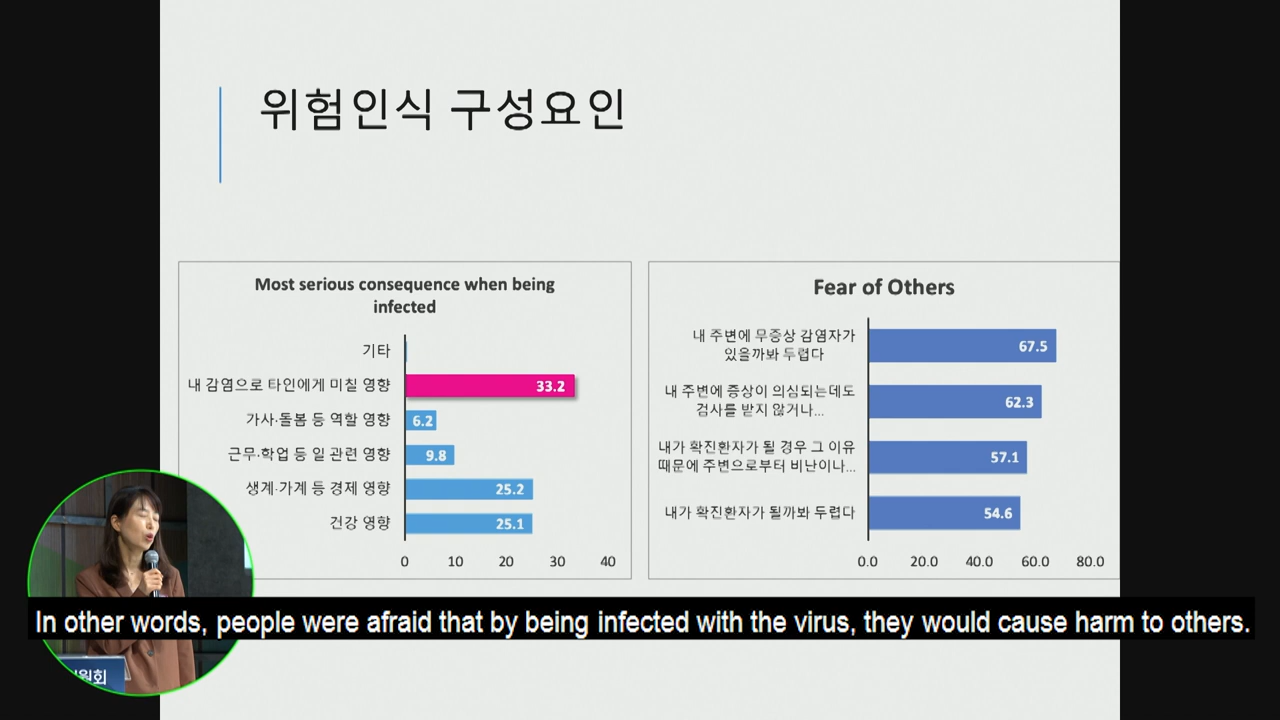 위험인식 구성요인
Most serious consequence when being
infected
기타
내 감염으로 타인에게 미칠 영향
33.2
가사·돌봄 등 역할 영향
6.2
근무·학업 등 일 관련 영향
9.8
생계·가계 등 경제 영향
25.2
건강 영향
25.1
0 10 20 30 40
Fear of Others
내 주변에 무증상 감염자가
있을까봐 두렵다
67.5
내 주변에 증상이 의심되는데도
검사를 받지 않거나...
62.3
내가 확진환자가 될 경우 그 이유
때문에 주변으로부터 비난이나...
57.1
내가 확진환자가 될까봐 두렵다
54.6
0.0 20.0 40.0 60.0 80.0
In other words, people were afraid that by being infected with the virus, they would cause harm to others.
원회